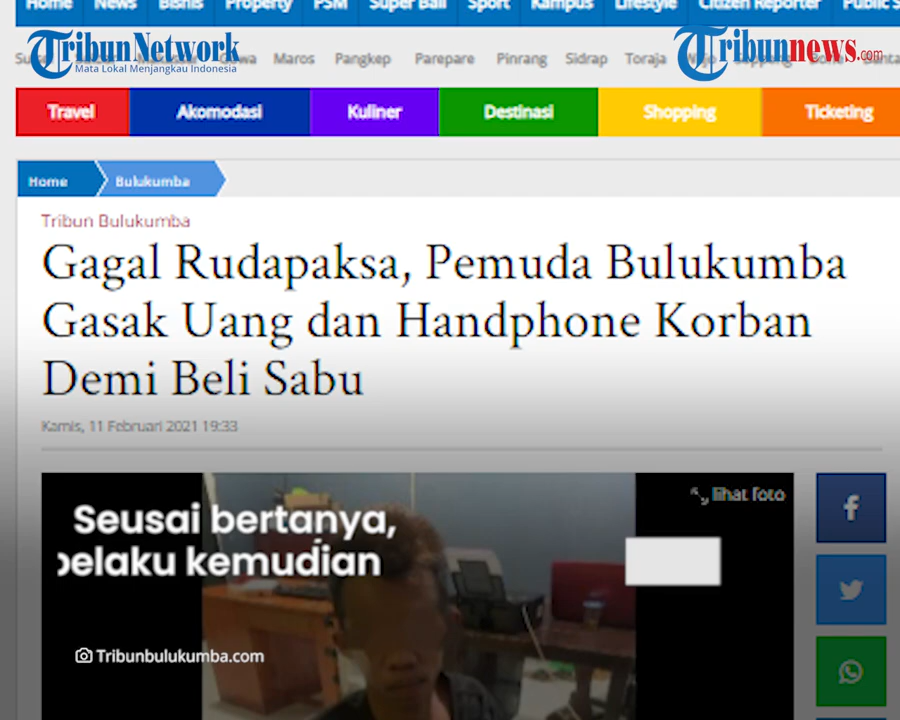 Home News Bisnis Property PSM Super Ball Sport Kampus Lifestyle Citizen Reporter Public
Tribun Network
Mata Lokal Menjangkau Indonesia
Maros Pangkep Parepare Pinrang Sidrap Toraja
Tribunnews.com
Travel Akomodasi Kuliner Destinasi Shopping Ticketing
Home Bulukumba
Tribun Bulukumba
Gagal Rudapaksa, Pemuda Bulukumba
Gasak Uang dan Handphone Korban
Demi Beli Sabu
Kamis, 11 Februari 2021 19:33
lihat foto
Seusai bertanya,
pelaku kemudian
Tribunbulukumba.com